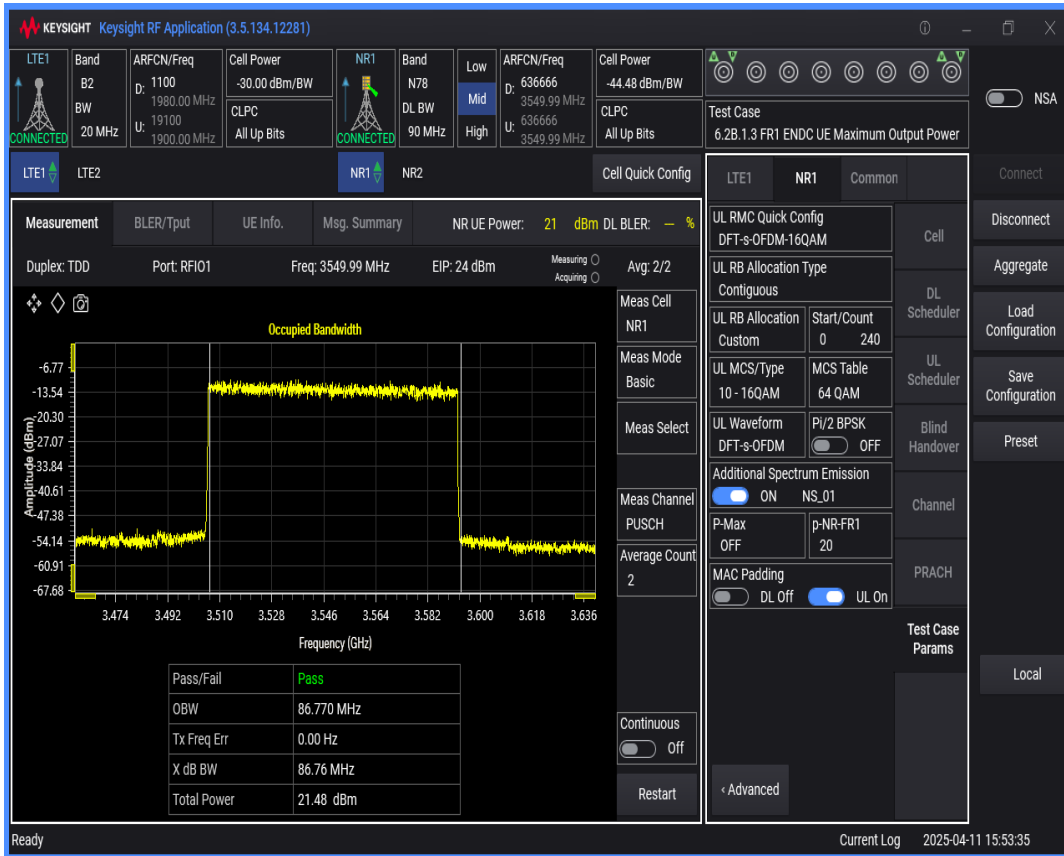 KEYSIGHT Keysight RF Application (3.5.134.12281)
LTE1 Band ARFCN/Freq Cell Power NR1 Band Low ARFCN/Freq Cell Power
B2 D: 1100 -30.00 dBm/BW N78 D: 636666 -44.48 dBm/BW
1980.00 MHz Mid 3549.99 MHz
BW U: 19100 CLPC DL BW U: 636666 CLPC Test Case
CONNECTED 20 MHz 1900.00 MHz All Up Bits CONNECTED 90 MHz High 3549.99 MHz All Up Bits 6.2B.1.3 FR1 ENDC UE Maximum Output Power
NSA
LTE1 LTE2 NR1 NR2 Cell Quick Config
LTE1 NR1 Common
Connect
Measurement BLER/Tput UE Info. Msg. Summary NR UE Power: 21 dBm DL BLER: — %
Duplex: TDD Port: RFIO1 Freq: 3549.99 MHz EIP: 24 dBm Measuring Avg: 2/2
Acquiring
Occupied Bandwidth
Amplitude (dBm)
-6.77
-13.54
-20.30
-27.07
-33.84
-40.61
-47.38
-54.14
-60.91
-67.68
3.474 3.492 3.510 3.528 3.546 3.564 3.582 3.600 3.618 3.636
Frequency (GHz)
Pass/Fail Pass
OBW 86.770 MHz
Tx Freq Err 0.00 Hz
X dB BW 86.76 MHz
Total Power 21.48 dBm
Meas Cell
NR1
Meas Mode
Basic
Meas Select
Meas Channel
PUSCH
Average Count
2
Continuous
Off
Restart
UL RMC Quick Config
DFT-s-OFDM-16QAM
UL RB Allocation Type
Contiguous
UL RB Allocation Start/Count
Custom 0 240
UL MCS/Type MCS Table
10 - 16QAM 64 QAM
UL Waveform Pi/2 BPSK
DFT-s-OFDM OFF
Additional Spectrum Emission
ON NS_01
P-Max p-NR-FR1
OFF 20
MAC Padding
DL Off UL On
< Advanced
Cell
DL
Scheduler
UL
Scheduler
Blind
Handover
Channel
PRACH
Test Case
Params
Disconnect
Aggregate
Load
Configuration
Save
Configuration
Preset
Local
Ready Current Log 2025-04-11 15:53:35